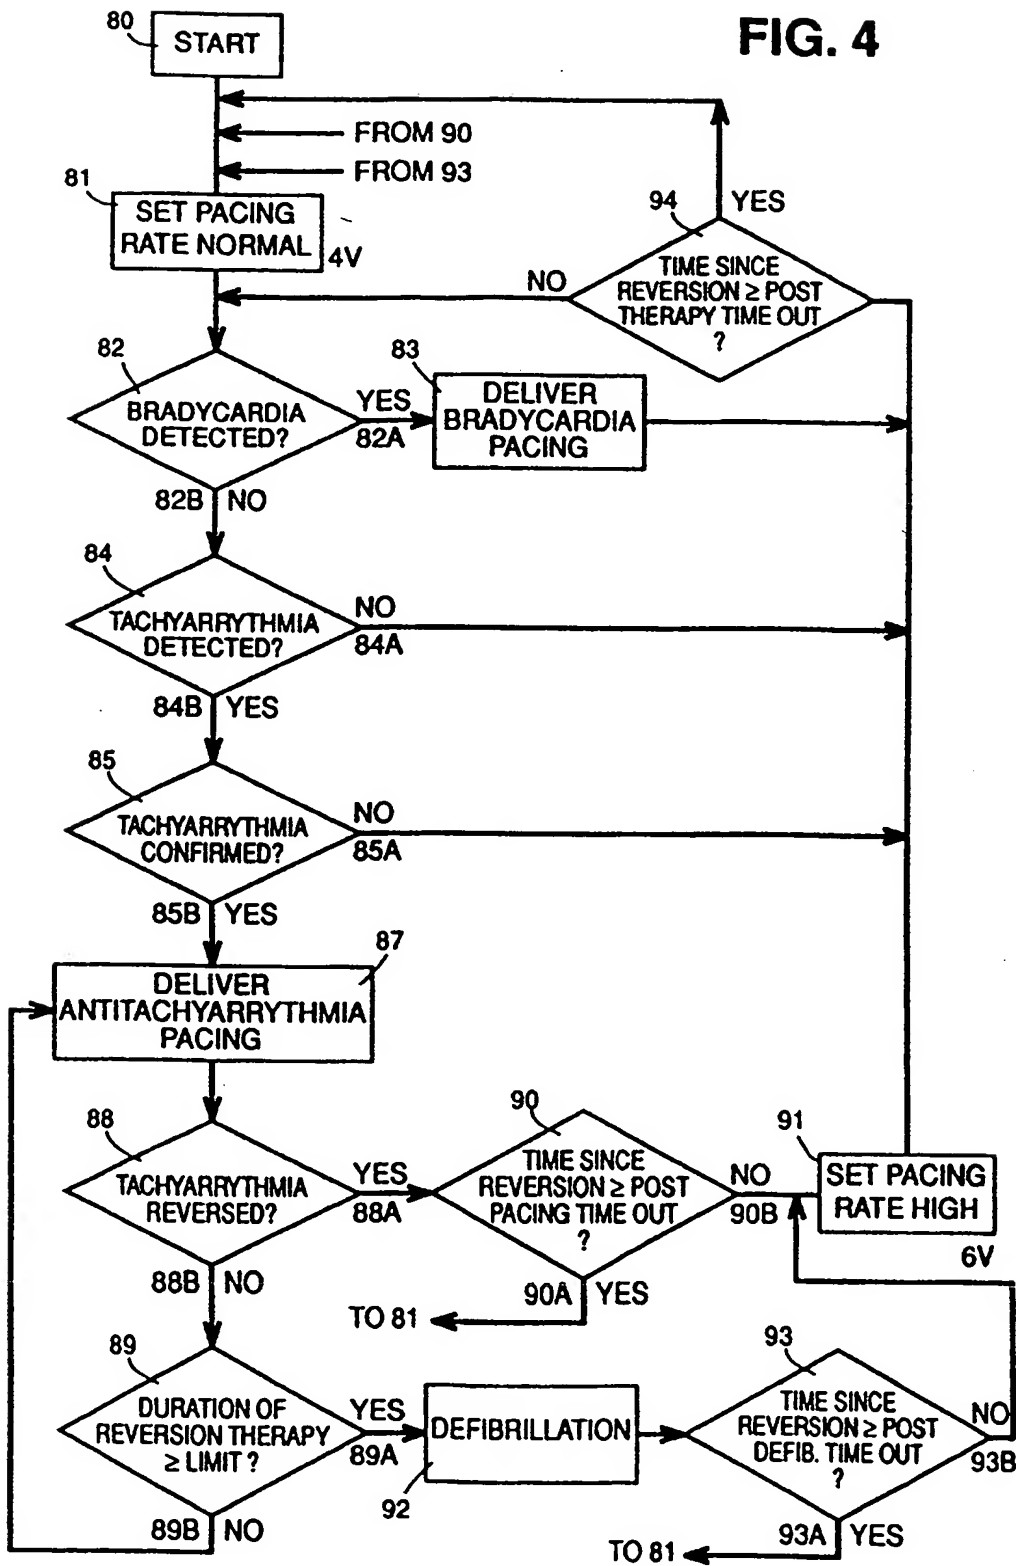 FIG. 4
80
START
FROM 90
FROM 93
81
SET PACING
RATE NORMAL
4V
94
YES
TIME SINCE
REVERSION ≥ POST
THERAPY TIME OUT
?
NO
82
BRADYCARDIA
DETECTED?
YES
82A
83
DELIVER
BRADYCARDIA
PACING
82B NO
84
TACHYARRYTHMIA
DETECTED?
NO
84A
84B YES
85
TACHYARRYTHMIA
CONFIRMED?
NO
85A
85B YES
87
DELIVER
ANTITACHYARRYTHMIA
PACING
88
TACHYARRYTHMIA
REVERSED?
YES
88A
90
TIME SINCE
REVERSION ≥ POST
PACING TIME OUT
?
NO
90B
91
SET PACING
RATE HIGH
6V
88B NO
90A YES
TO 81
89
DURATION OF
REVERSION THERAPY
≥ LIMIT ?
YES
89A
DEFIBRILLATION
92
93
TIME SINCE
REVERSION ≥ POST
DEFIB. TIME OUT
?
NO
93B
89B NO
93A YES
TO 81